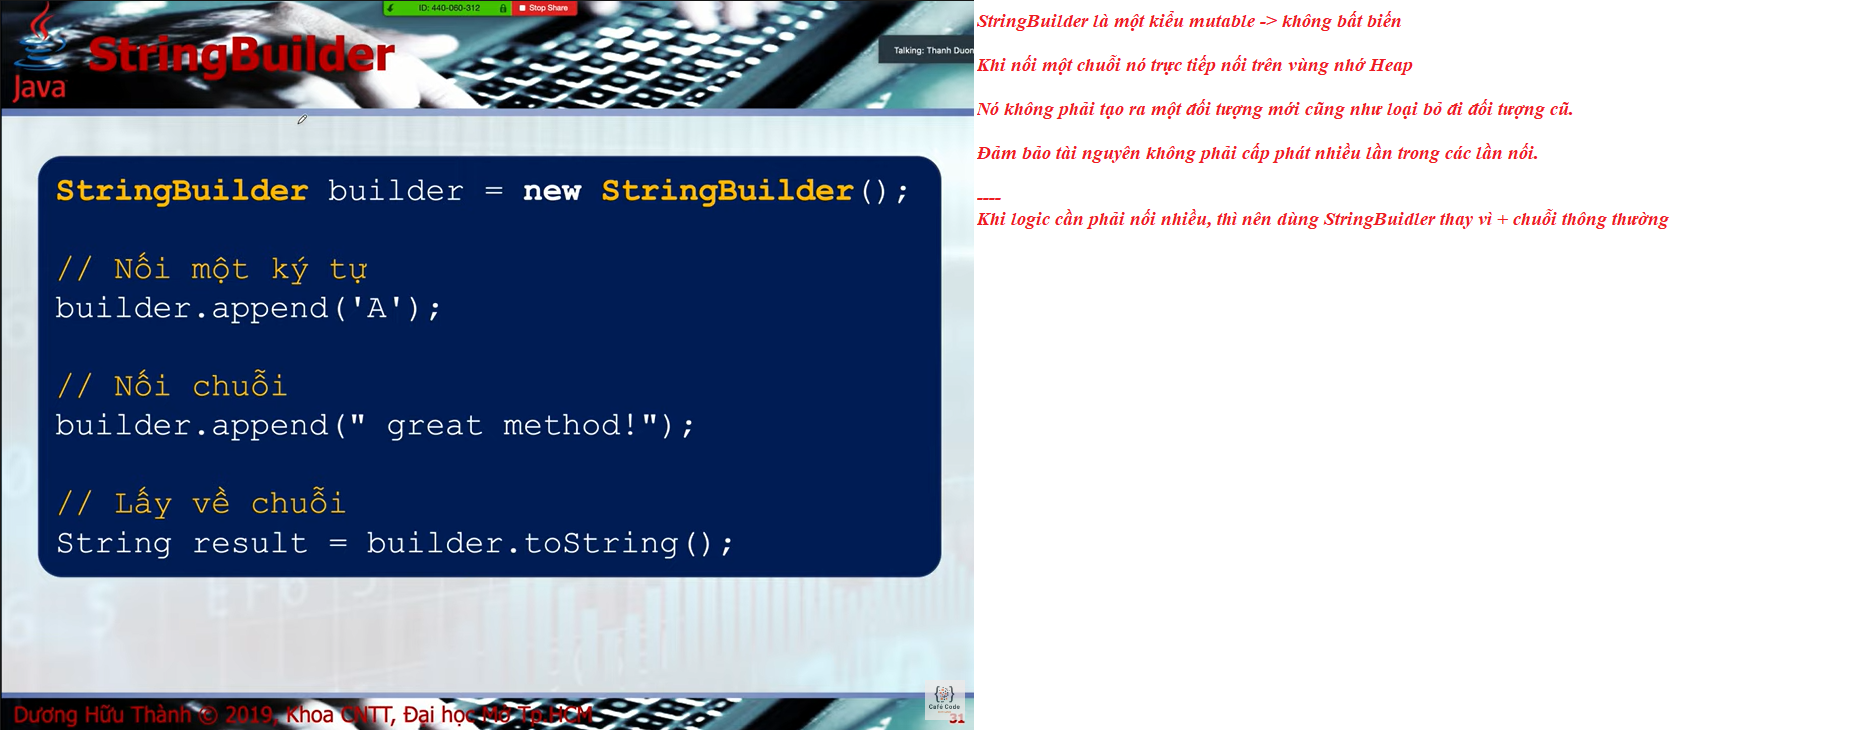 ID: 440-060-312
Stop Share
Talking: Thanh Duon
Java
StringBuilder
StringBuilder builder = new StringBuilder();
// Nối một ký tự
builder.append('A');
// Nối chuỗi
builder.append(" great method!");
// Lấy về chuỗi
String result = builder.toString();
Dương Hữu Thành © 2019, Khoa CNTT, Đại học Mở Tp.HCM
Café Code
31
StringBuilder là một kiểu mutable -> không bất biến
Khi nối một chuỗi nó trực tiếp nối trên vùng nhớ Heap
Nó không phải tạo ra một đối tượng mới cũng như loại bỏ đi đối tượng cũ.
Đảm bảo tài nguyên không phải cấp phát nhiều lần trong các lần nối.
----
Khi logic cần phải nối nhiều, thì nên dùng StringBuidler thay vì + chuỗi thông thường